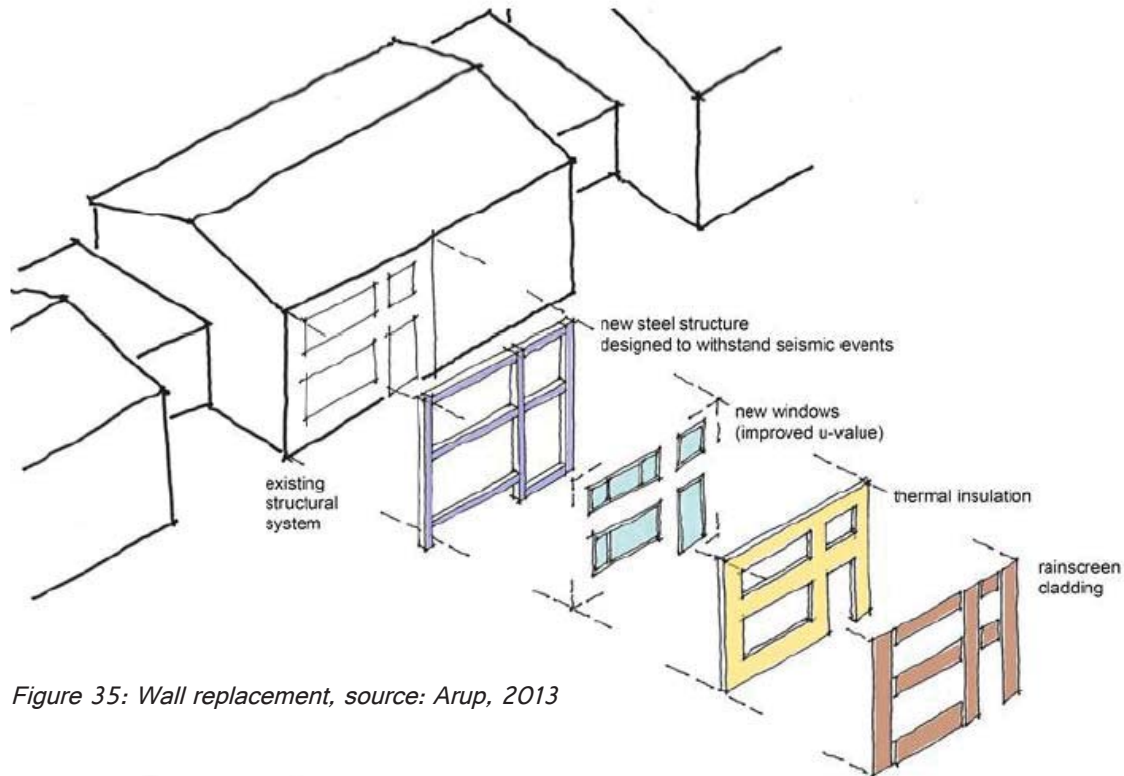 new steel structure
designed to withstand seismic events
new windows
(improved u-value)
existing
structural
system
thermal insulation
rainscreen
cladding
Figure 35: Wall replacement, source: Arup, 2013